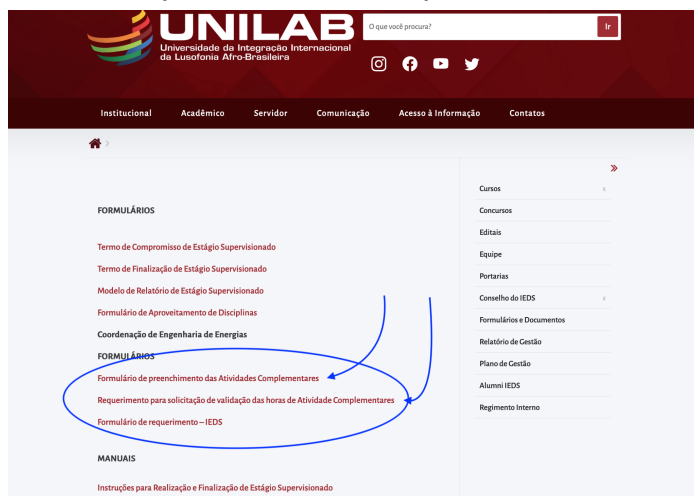 UNILAB
Universidade da Integração Internacional
da Lusofonia Afro-Brasileira
O que você procura?
Ir
Institucional
Acadêmico
Servidor
Comunicação
Acesso à Informação
Contatos
FORMULÁRIOS
Termo de Compromisso de Estágio Supervisionado
Termo de Finalização de Estágio Supervisionado
Modelo de Relatório de Estágio Supervisionado
Formulário de Aproveitamento de Disciplinas
Coordenação de Engenharia de Energias
FORMULÁRIOS
Formulário de preenchimento das Atividades Complementares
Requerimento para solicitação de validação das horas de Atividade Complementares
Formulário de requerimento – IEDS
MANUAIS
Instruções para Realização e Finalização de Estágio Supervisionado
Cursos
Concursos
Editais
Equipe
Portarias
Conselho do IEDS
Formulários e Documentos
Relatório de Gestão
Plano de Gestão
Alumni IEDS
Regimento Interno